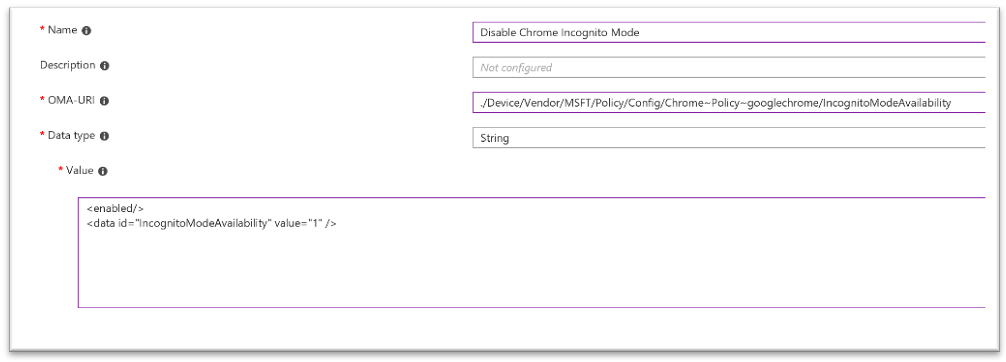 * Name Disable Chrome Incognito Mode
Description Not configured
* OMA-URI ./Device/Vendor/MSFT/Policy/Config/Chrome~Policy~googlechrome/IncognitoModeAvailability
* Data type String
* Value
<enabled/>
<data id="IncognitoModeAvailability" value="1" />